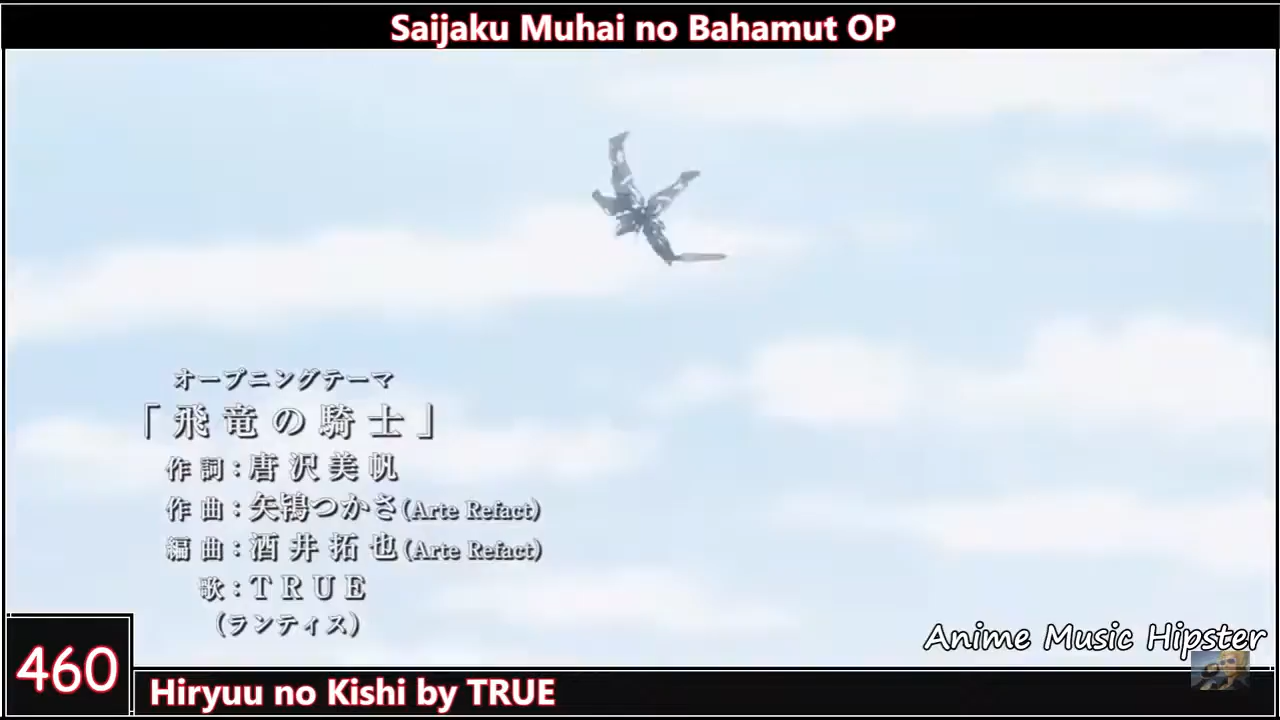 Saijaku Muhai no Bahamut OP
オープニングテーマ
「飛竜の騎士」
作詞：唐沢美帆
作曲：矢鴇つかさ(Arte Refact)
編曲：酒井拓也(Arte Refact)
歌：TRUE
(ランティス)
Anime Music Hipster
460
Hiryuu no Kishi by TRUE